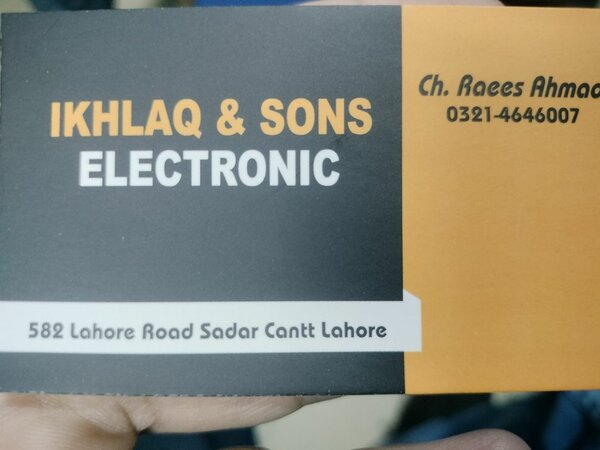 IKHLAQ & SONS
ELECTRONIC
Ch. Raees Ahmad
0321-4646007
582 Lahore Road Sadar Cantt Lahore